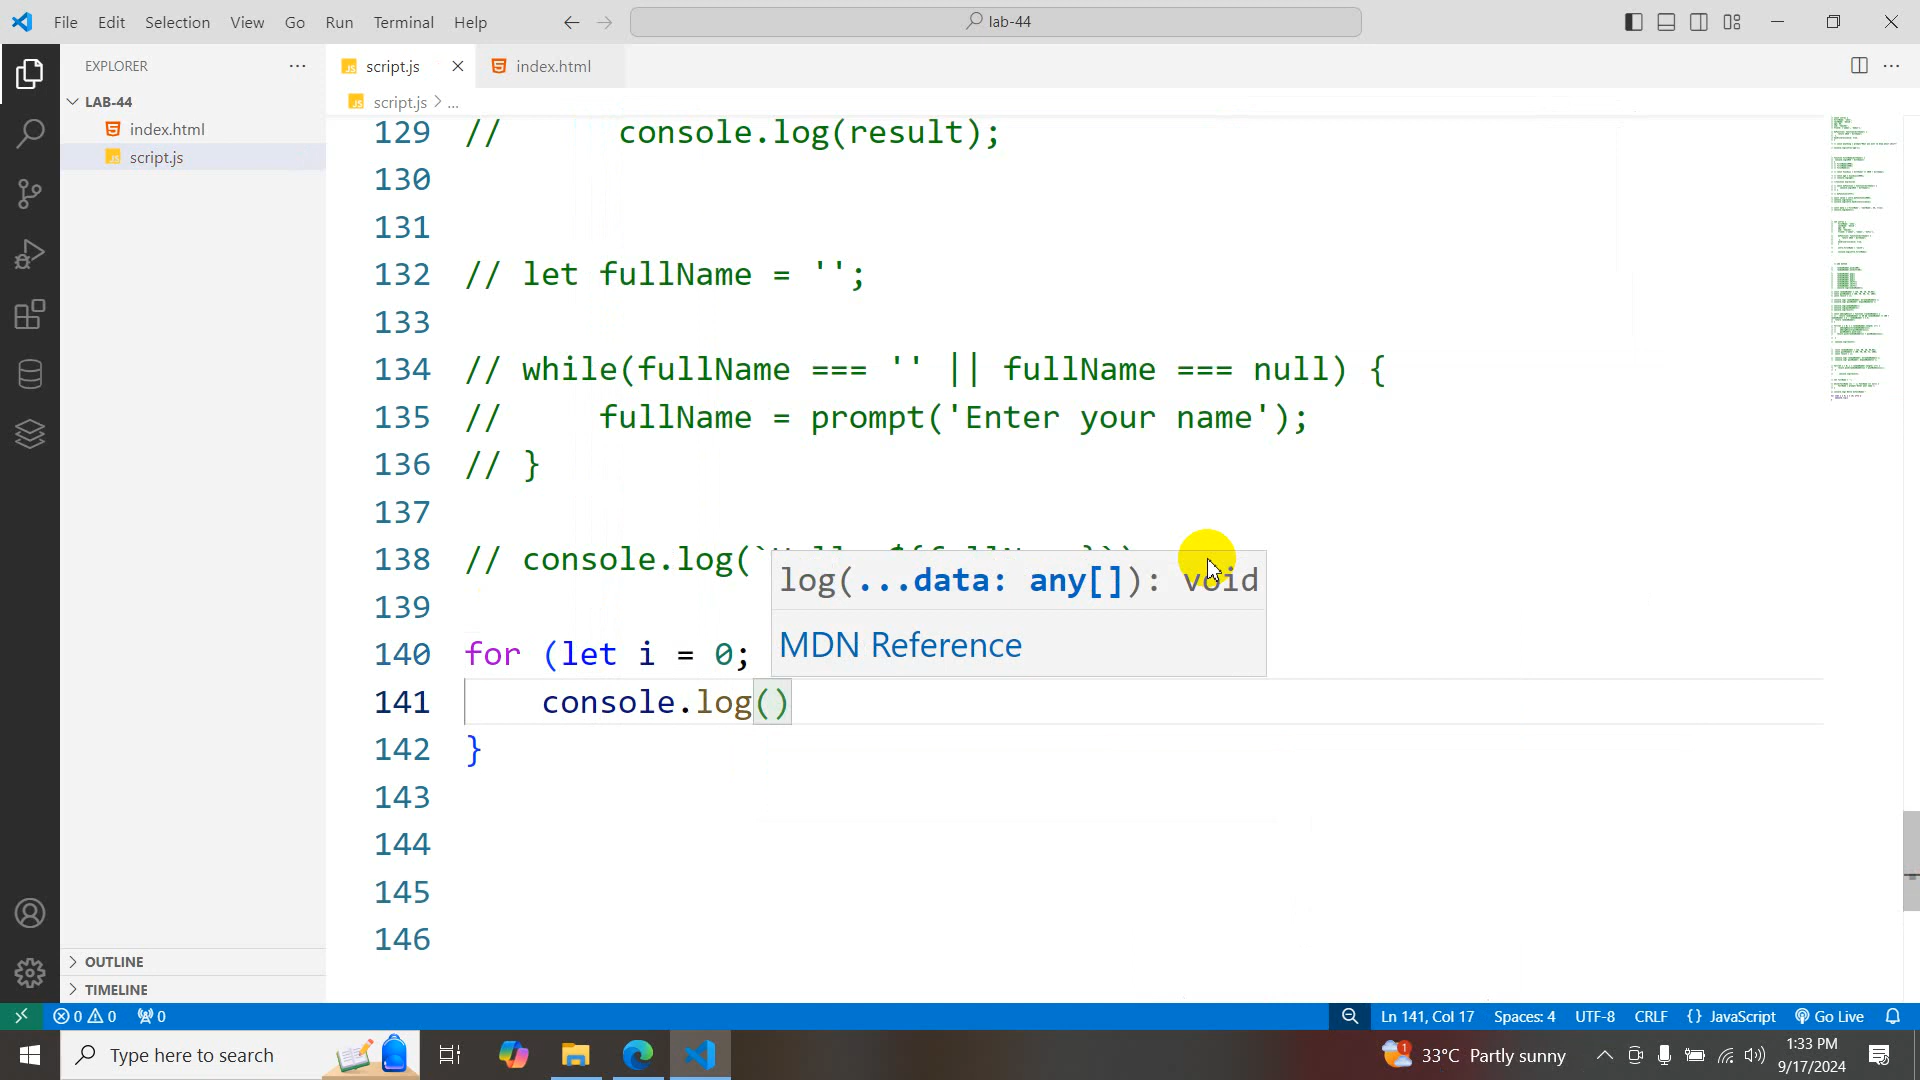 File Edit Selection View Go Run Terminal Help
lab-44
EXPLORER
LAB-44
index.html
script.js
script.js
index.html
script.js > ...
129 // console.log(result);
130
131
132 // let fullName = '';
133
134 // while(fullName === '' || fullName === null) {
135 // fullName = prompt('Enter your name');
136 // }
137
138 // console.log(`
139
140 for (let i = 0;
141 console.log()
142 }
143
144
145
146
log(...data: any[]): void
MDN Reference
OUTLINE
TIMELINE
0 0 0
Ln 141, Col 17 Spaces: 4 UTF-8 CRLF {} JavaScript Go Live
Type here to search
1
33°C Partly sunny
1:33 PM
9/17/2024